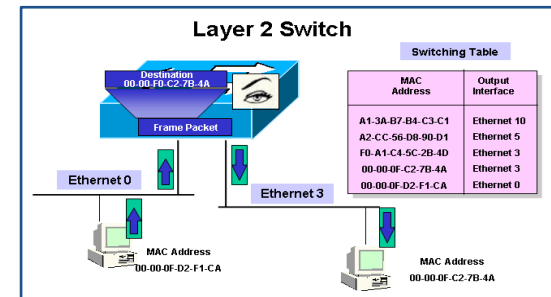 Layer 2 Switch
Switching Table
Destination
00-00-F0-C2-7B-4A
Frame Packet
MAC Address
Output Interface
A1-3A-B7-B4-C3-C1 Ethernet 10
A2-CC-56-D8-90-D1 Ethernet 5
F0-A1-C4-5C-2B-4D Ethernet 3
00-00-0F-C2-7B-4A Ethernet 3
00-00-0F-D2-F1-CA Ethernet 0
Ethernet 0
Ethernet 3
MAC Address
00-00-0F-D2-F1-CA
MAC Address
00-00-0F-C2-7B-4A